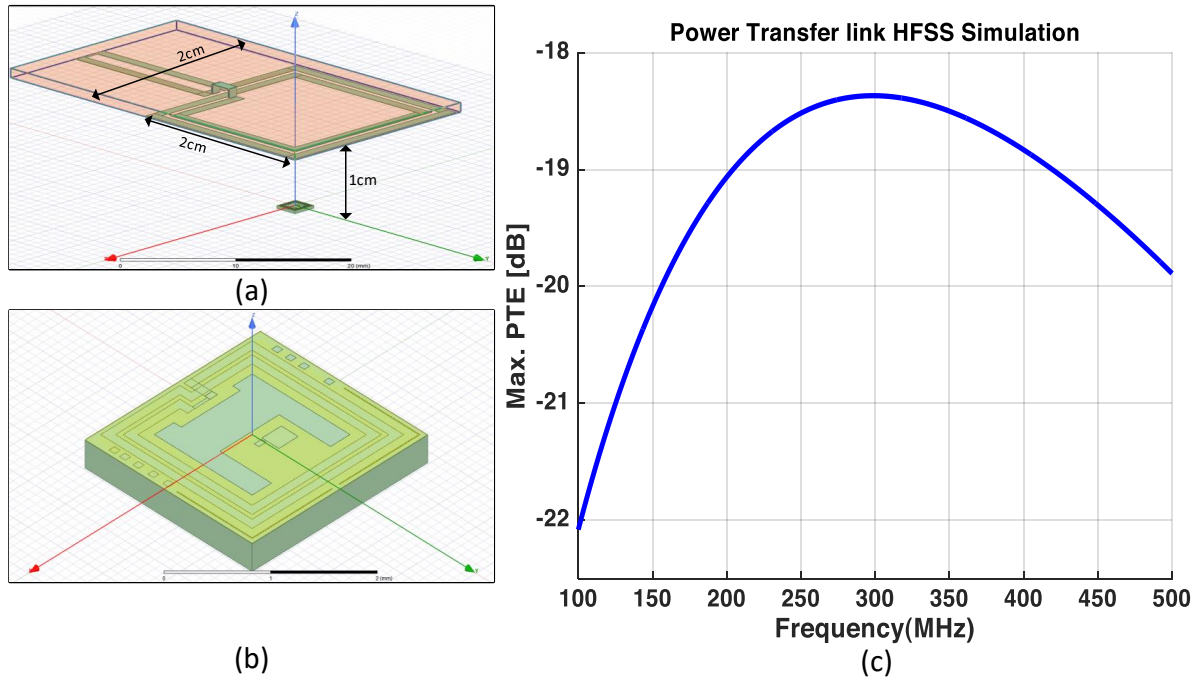 Z
2cm
2cm
1cm
Y
0
10
20 (mm)
(a)
Z
Y
0
1
2 (mm)
(b)
Power Transfer link HFSS Simulation
Max. PTE [dB]
-18
-19
-20
-21
-22
100 150 200 250 300 350 400 450 500
Frequency(MHz)
(c)